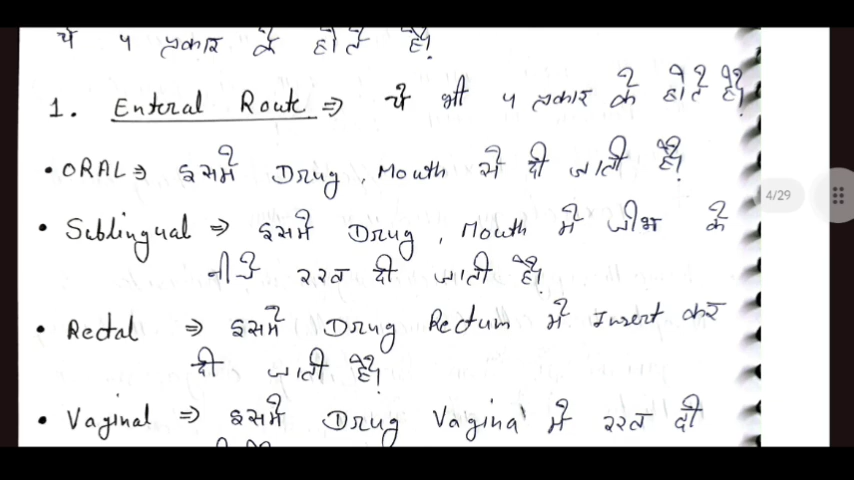 ये 4 प्रकार के होते है।
1. Enteral Route ⇒ ये भी 4 प्रकार के होते है।
• ORAL ⇒ इसमे Drug, Mouth से दी जाती है।
• Sublingual ⇒ इसमे Drug, Mouth मे जीभ के
नीचे रख दी जाती है।
4/29
• Rectal ⇒ इसमे Drug Rectum मे Insert कर
दी जाती है।
• Vaginal ⇒ इसमे Drug Vagina मे रख दी